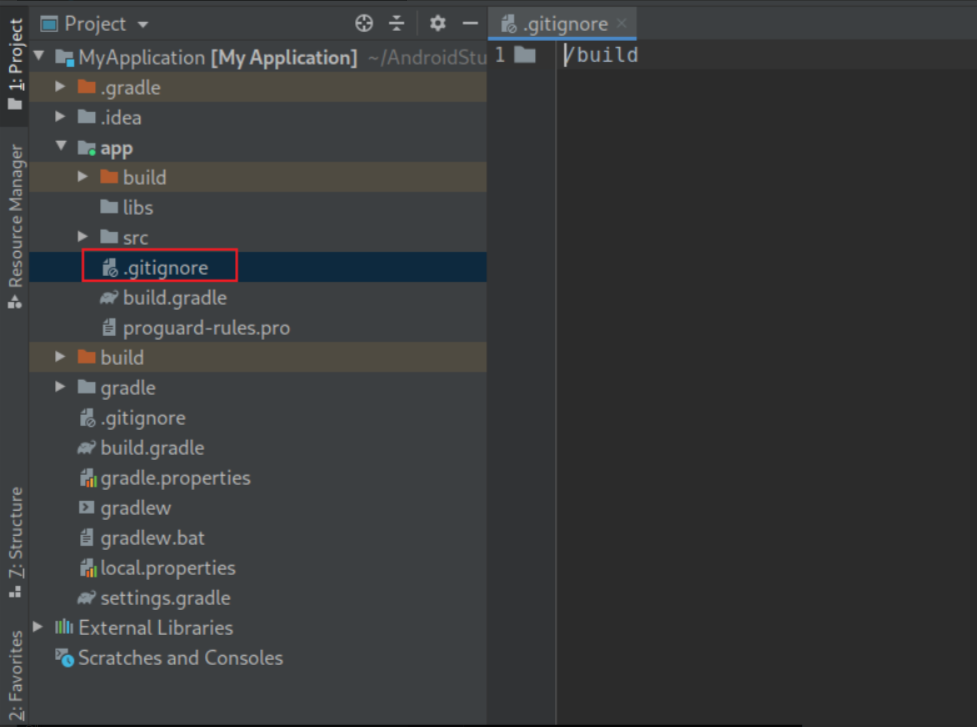 Project
.gitignore
1: Project
Resource Manager
Z: Structure
2: Favorites
MyApplication [My Application] ~/AndroidStu
.gradle
.idea
app
build
libs
src
.gitignore
build.gradle
proguard-rules.pro
build
gradle
.gitignore
build.gradle
gradle.properties
gradlew
gradlew.bat
local.properties
settings.gradle
External Libraries
Scratches and Consoles
1 /build